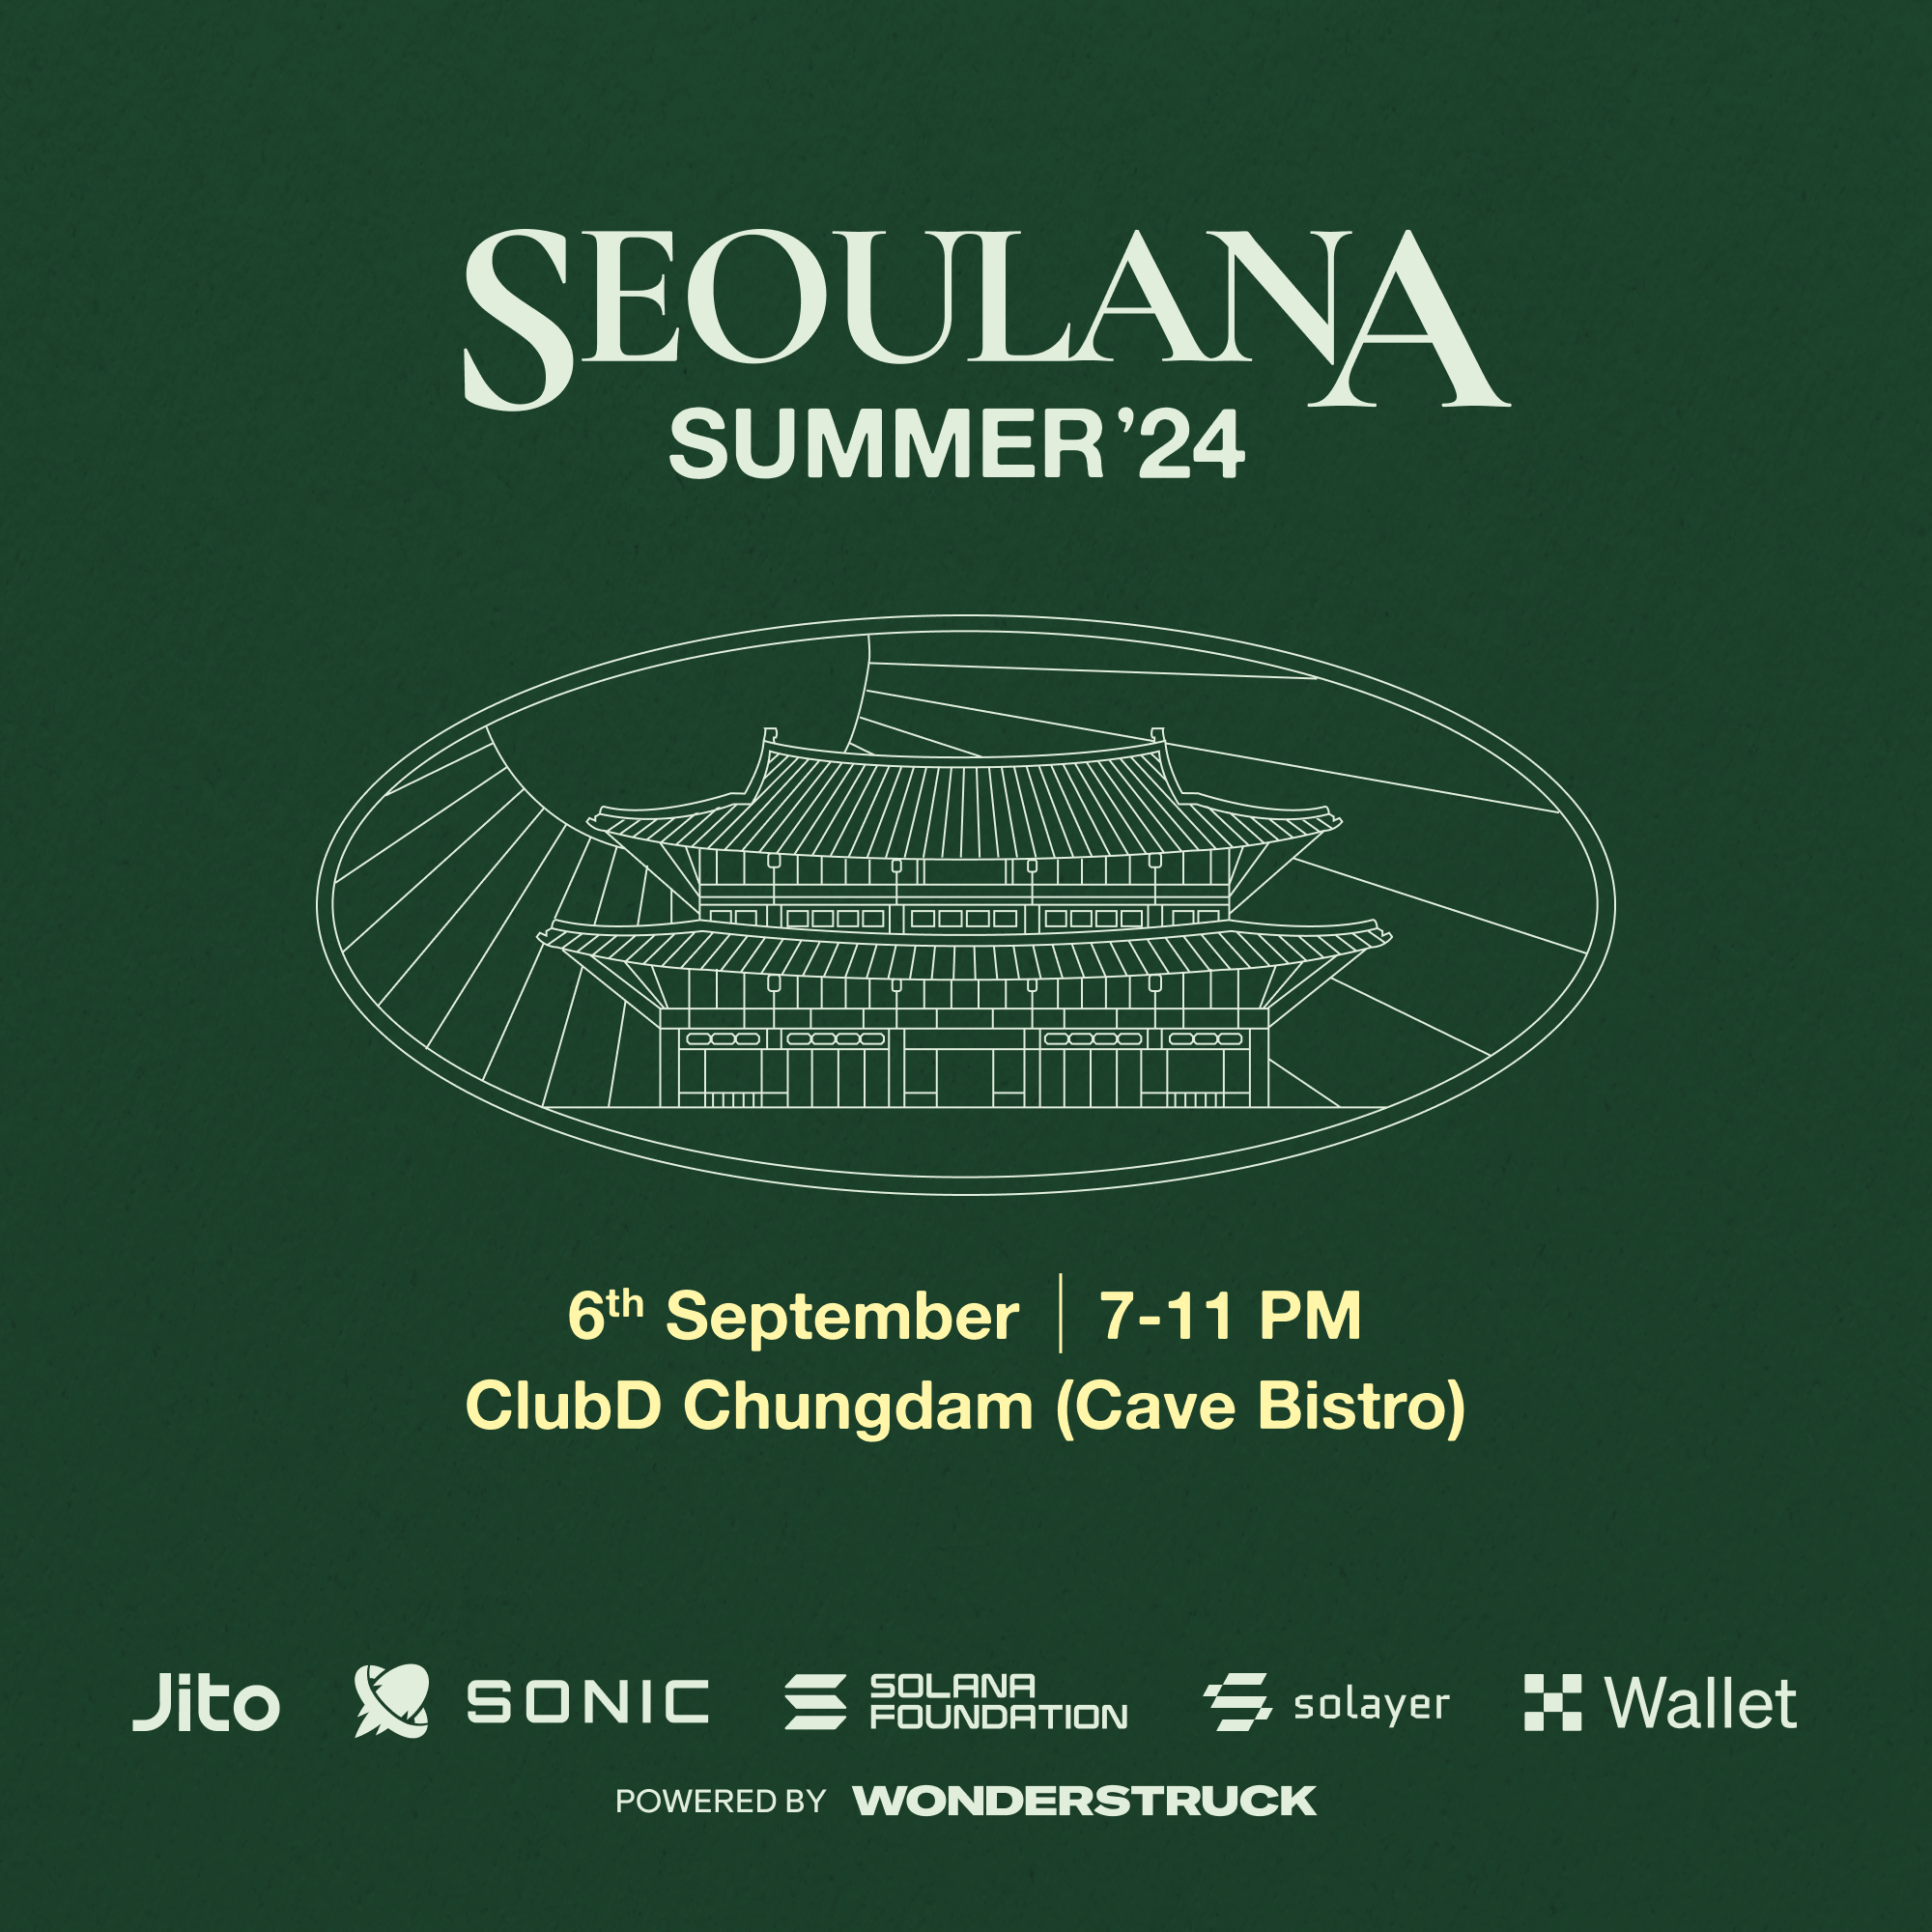 SEOULANA
SUMMER ’24
6th September | 7-11 PM
ClubD Chungdam (Cave Bistro)
Jito SONIC SOLANA FOUNDATION solayer Wallet
POWERED BY WONDERSTRUCK